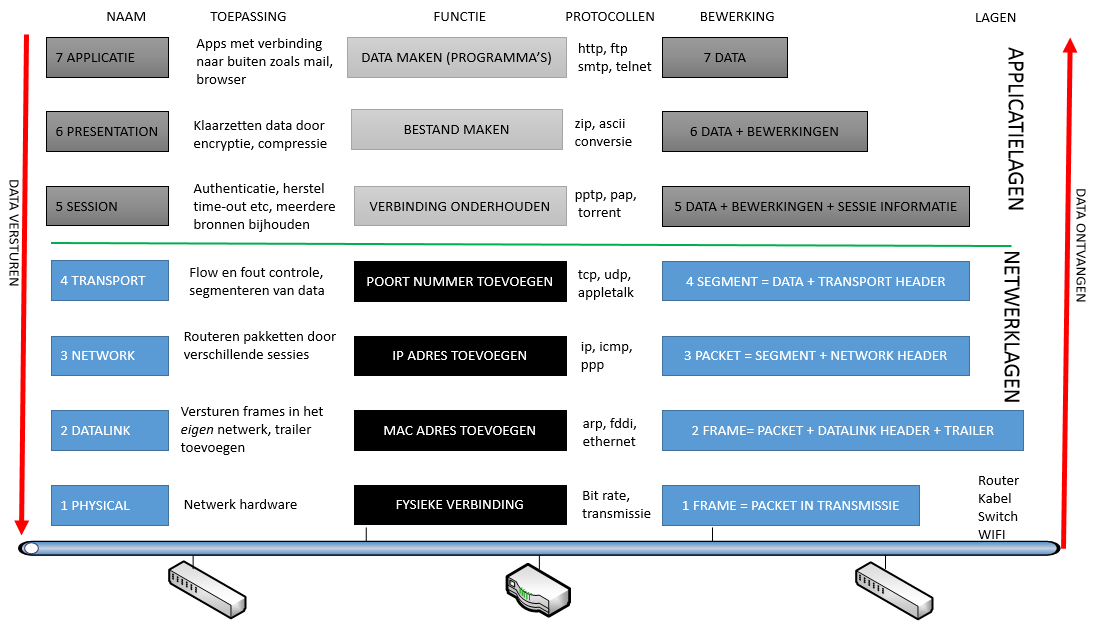 NAAM
TOEPASSING
FUNCTIE
PROTOCOLLEN
BEWERKING
LAGEN
7 APPLICATIE
Apps met verbinding
naar buiten zoals mail,
browser
DATA MAKEN (PROGRAMMA'S)
http, ftp
smtp, telnet
7 DATA
6 PRESENTATION
Klaarzetten data door
encryptie, compressie
BESTAND MAKEN
zip, ascii
conversie
6 DATA + BEWERKINGEN
5 SESSION
Authenticatie, herstel
time-out etc, meerdere
bronnen bijhouden
VERBINDING ONDERHOUDEN
pptp, pap,
torrent
5 DATA + BEWERKINGEN + SESSIE INFORMATIE
APPLICATIELAGEN
DATA VERSTUREN
DATA ONTVANGEN
4 TRANSPORT
Flow en fout controle,
segmenteren van data
POORT NUMMER TOEVOEGEN
tcp, udp,
appletalk
4 SEGMENT = DATA + TRANSPORT HEADER
3 NETWORK
Routeren pakketten door
verschillende sessies
IP ADRES TOEVOEGEN
ip, icmp,
ppp
3 PACKET = SEGMENT + NETWORK HEADER
NETWERKLAGEN
2 DATALINK
Versturen frames in het
eigen netwerk, trailer
toevoegen
MAC ADRES TOEVOEGEN
arp, fddi,
ethernet
2 FRAME= PACKET + DATALINK HEADER + TRAILER
1 PHYSICAL
Netwerk hardware
FYSIEKE VERBINDING
Bit rate,
transmissie
1 FRAME = PACKET IN TRANSMISSIE
Router
Kabel
Switch
WIFI